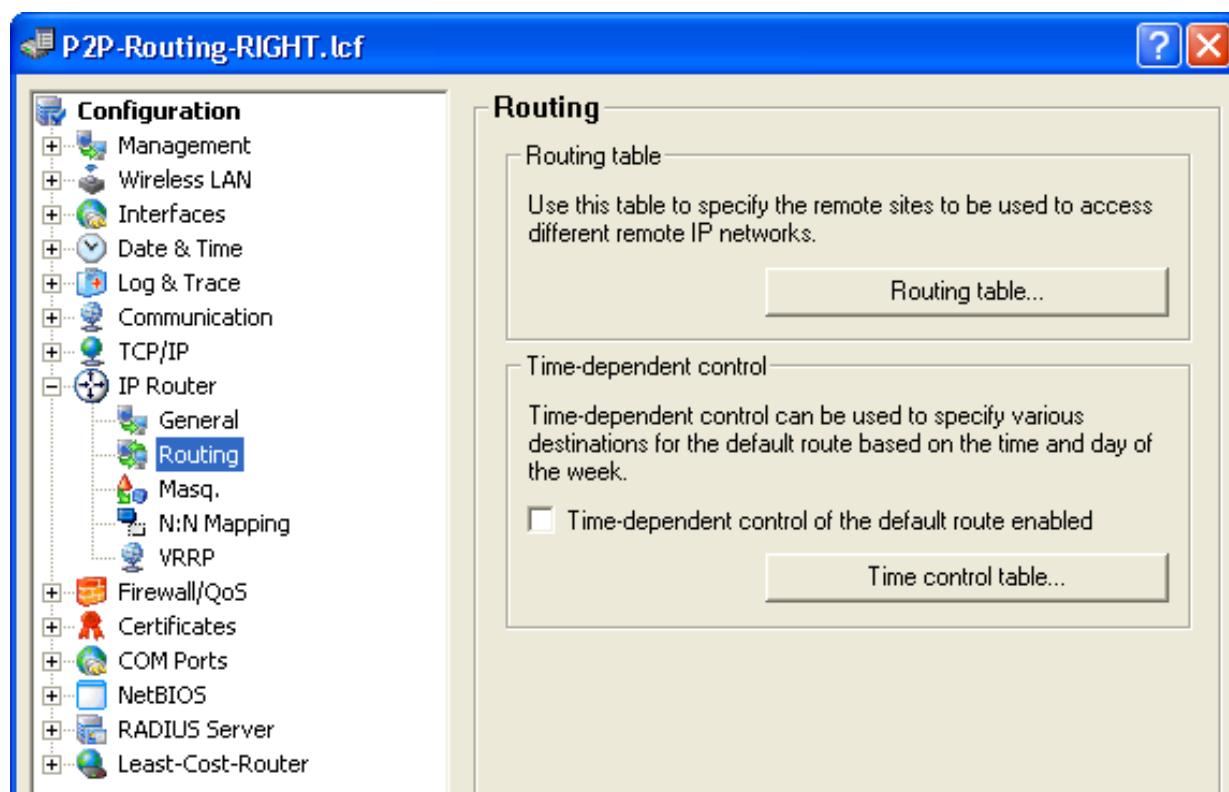 P2P-Routing-RIGHT.lcf
Configuration
Management
Wireless LAN
Interfaces
Date & Time
Log & Trace
Communication
TCP/IP
IP Router
General
Routing
Masq.
N:N Mapping
VRRP
Firewall/QoS
Certificates
COM Ports
NetBIOS
RADIUS Server
Least-Cost-Router
Routing
Routing table
Use this table to specify the remote sites to be used to access
different remote IP networks.
Routing table...
Time-dependent control
Time-dependent control can be used to specify various
destinations for the default route based on the time and day of
the week.
Time-dependent control of the default route enabled
Time control table...